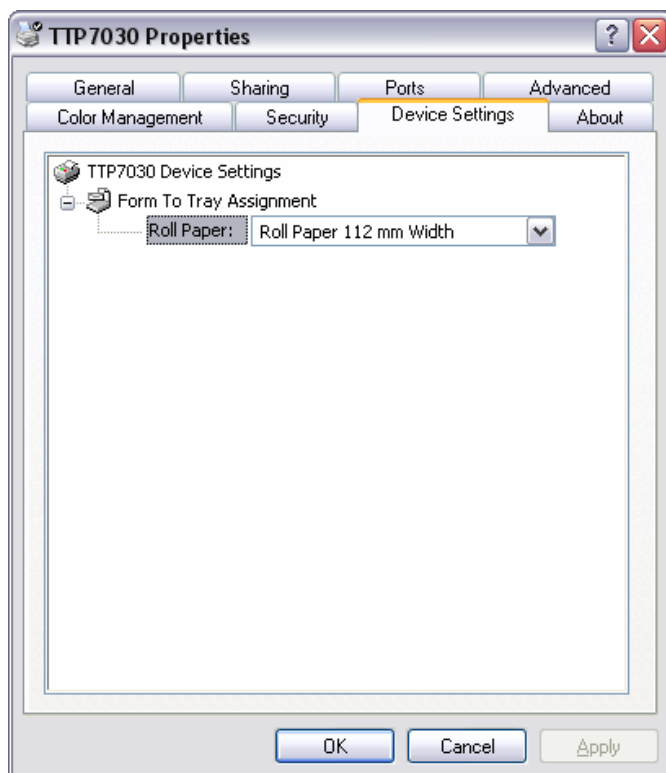 TTP7030 Properties
General Sharing Ports Advanced
Color Management Security Device Settings About
TTP7030 Device Settings
Form To Tray Assignment
Roll Paper: Roll Paper 112 mm Width
OK Cancel Apply